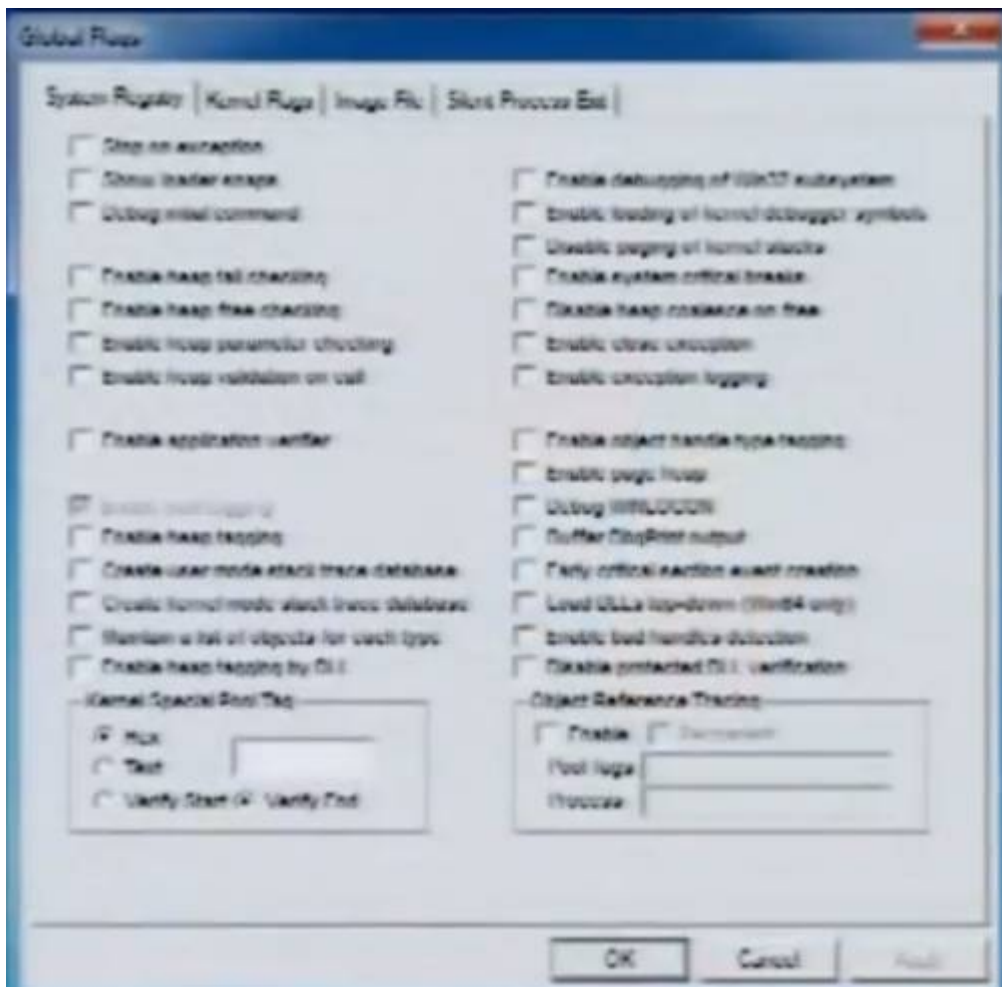 Global Flags
System Registry
Kernel Flags
Image File
Silent Process Exit
Stop on exception
Show loader snaps
Debug initial command
Enable heap tail checking
Enable heap free checking
Enable heap parameter checking
Enable heap validation on call
Enable application verifier
Enable heap tagging
Create user mode stack trace database
Create kernel mode stack trace database
Maintain a list of objects for each type
Enable heap tagging by DLL
Enable debugging of Win32 subsystem
Enable loading of kernel debugger symbols
Disable paging of kernel stacks
Enable system critical breaks
Disable heap coalesce on free
Enable close exception
Enable exception logging
Enable object handle type tagging
Enable page heap
Debug WINLOGON
Buffer DbgPrint output
Early critical section event creation
Load DLLs top-down (Win64 only)
Enable bad handles detection
Disable protected DLL verification
Kernel Special Pool Tag
Hex
Text
Verify Start
Verify End
Object Reference Tracing
Enable
Permanent
Pool tags
Process
OK
Cancel
Apply